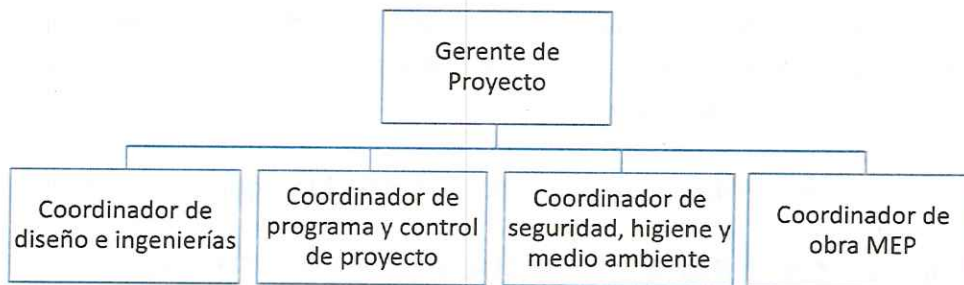 Gerente de
Proyecto
Coordinador de
diseño e ingenierías
Coordinador de
programa y control
de proyecto
Coordinador de
seguridad, higiene y
medio ambiente
Coordinador de
obra MEP